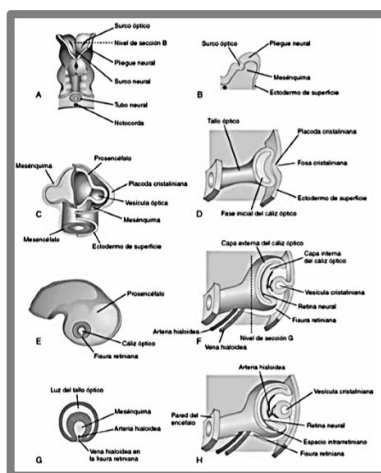 Surco óptico
Nivel de sección B
Pliegue neural
Surco neural
Tubo neural
Notocorda
A
Surco óptico
Pliegue neural
Mesénquima
Ectodermo de superficie
B
Prosencéfalo
Mesénquima
Placoda cristaliniana
Vesícula óptica
Mesénquima
Mesencéfalo
Ectodermo de superficie
C
Tallo óptico
Placoda cristaliniana
Fosa cristaliniana
Ectodermo de superficie
Fase inicial del cáliz óptico
D
Prosencéfalo
Cáliz óptico
Fisura retiniana
E
Capa externa del cáliz óptico
Capa interna
del cáliz óptico
Vesícula cristaliniana
Retina neural
Fisura retiniana
Arteria hialoidea
Vena hialoidea
Nivel de sección G
F
Luz del tallo óptico
Mesénquima
Arteria hialoidea
Vena hialoidea en
la fisura retiniana
G
Arteria hialoidea
Vesícula cristaliniana
Pared del
encéfalo
Retina neural
Espacio intrarretiniano
Fisura retiniana
H